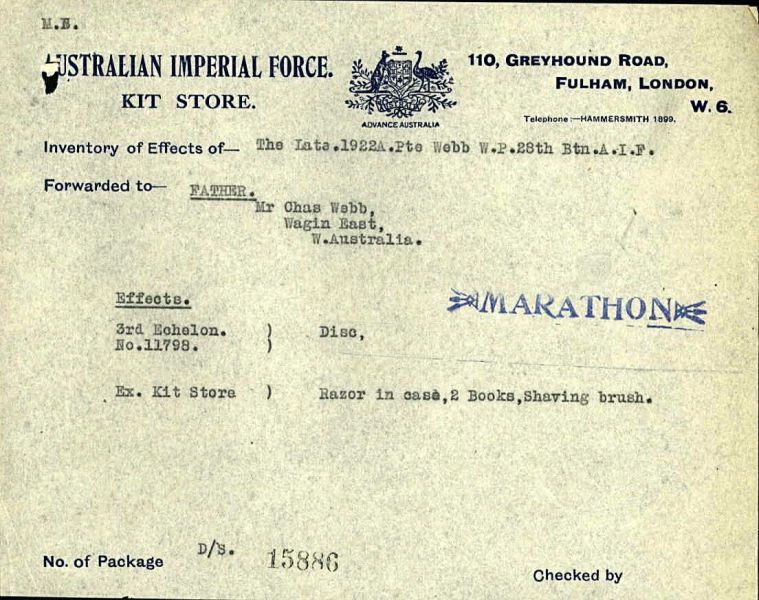 M.E.
AUSTRALIAN IMPERIAL FORCE.
KIT STORE.
ADVANCE AUSTRALIA
110, GREYHOUND ROAD,
FULHAM, LONDON,
W. 6.
Telephone :—HAMMERSMITH 1899.
Inventory of Effects of— The Late.1922A.Pte Webb W.P.28th Btn.A.I.F.
Forwarded to— FATHER.
Mr Chas Webb,
Wagin East,
W.Australia.
Effects.
MARATHON
3rd Echelon. ) Disc,
No.11798. )
Ex. Kit Store ) Razor in case,2 Books,Shaving brush.
No. of Package D/S. 15886
Checked by